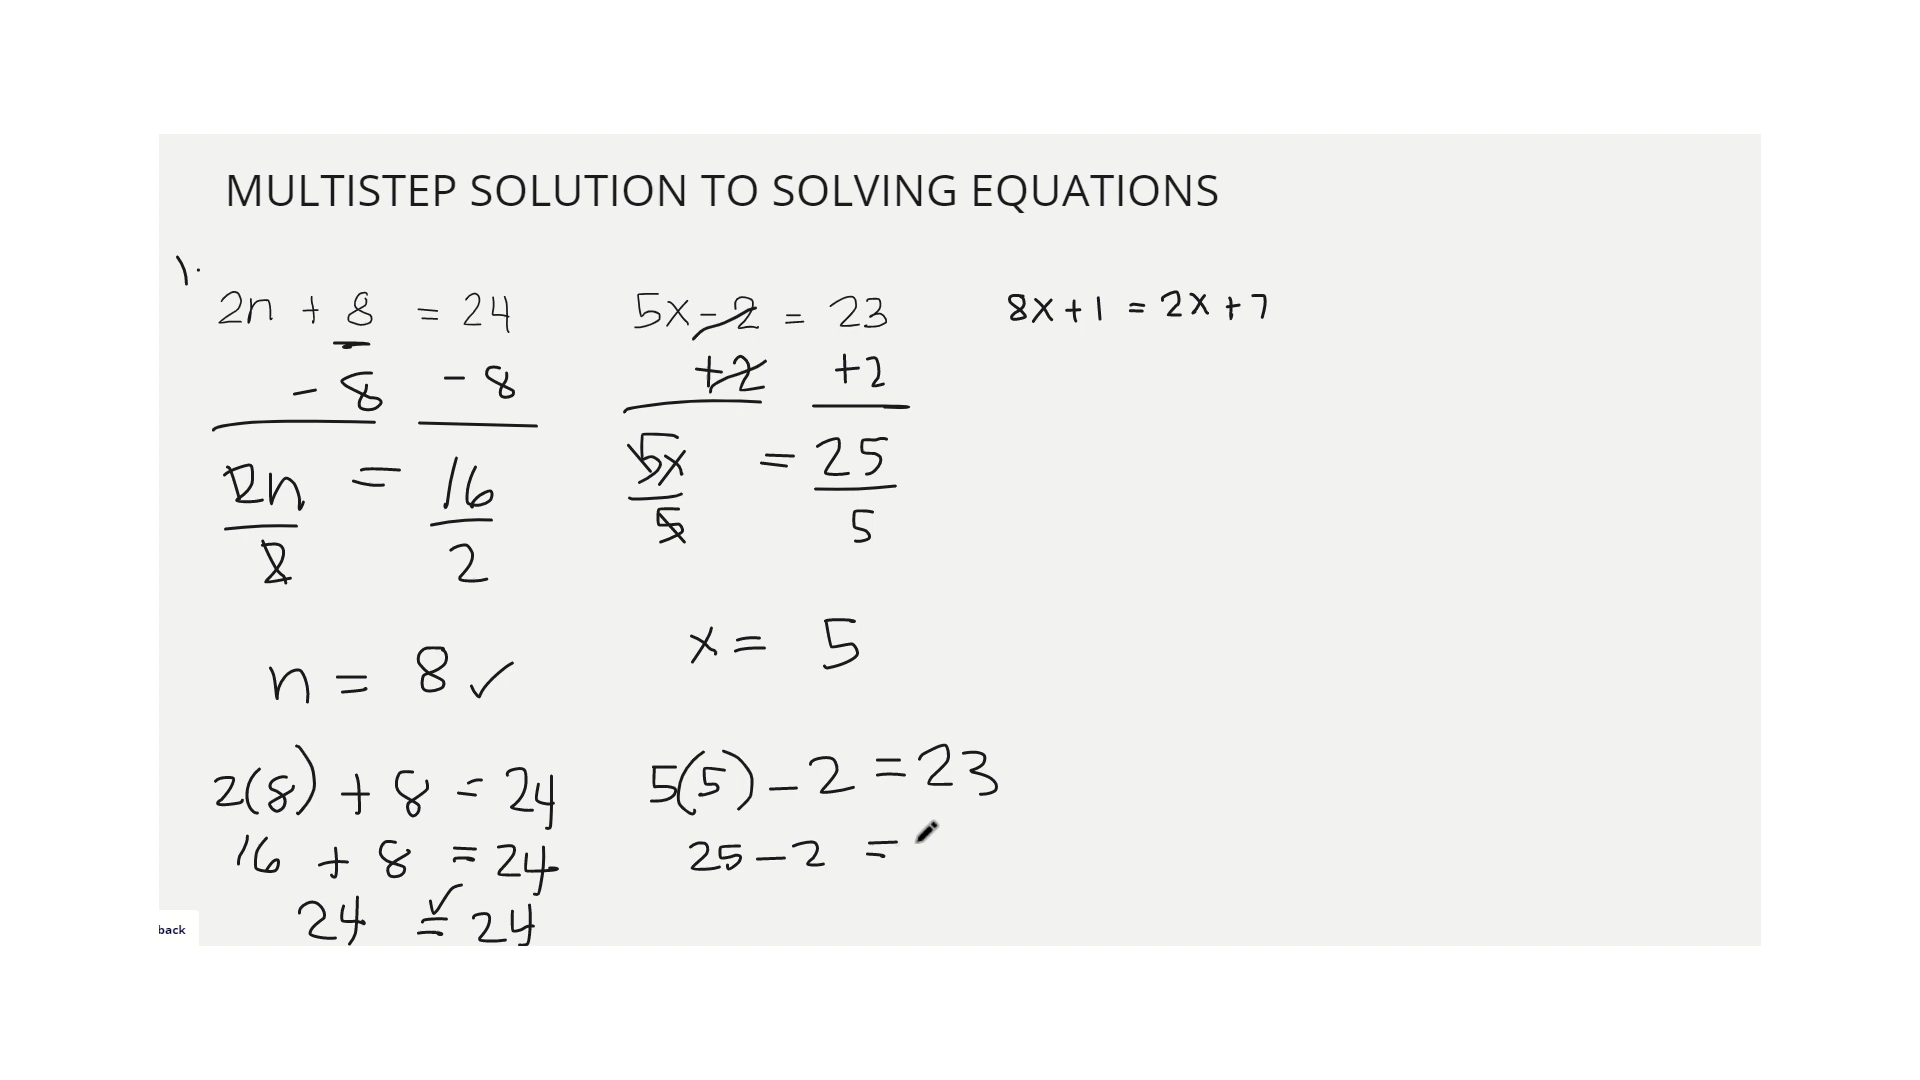 MULTISTEP SOLUTION TO SOLVING EQUATIONS
1.
2n + 8 = 24
- 8 - 8
2n = 16
2 2
n = 8 ✓
2(8) + 8 = 24
16 + 8 = 24
24 = 24 ✓
5x - 2 = 23
+2 +2
5x = 25
5 5
x = 5
5(5) - 2 = 23
25 - 2 =
8x + 1 = 2x + 7
back